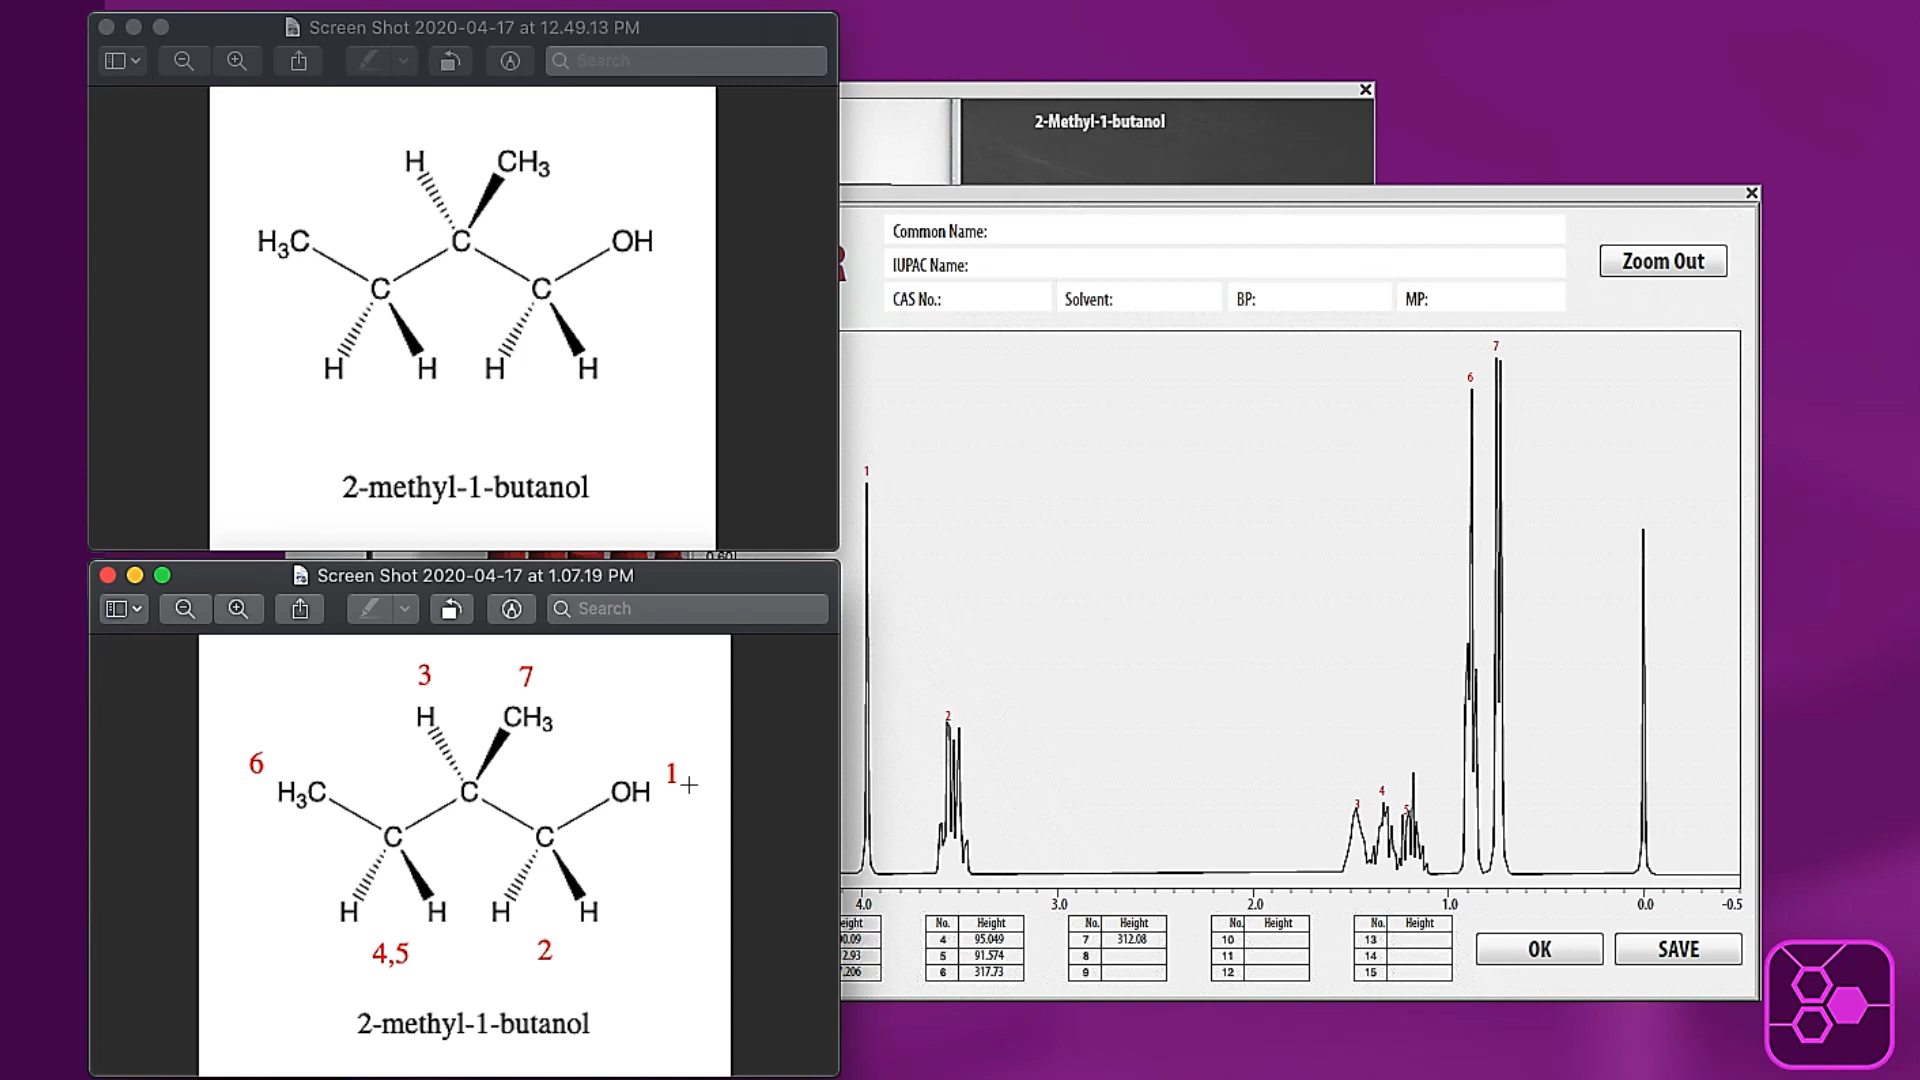 Screen Shot 2020-04-17 at 12.49.13 PM
Search
H CH3
H3C C OH
C C
H H H H
2-methyl-1-butanol
Screen Shot 2020-04-17 at 1.07.19 PM
Search
3 7
H CH3
6 H3C C OH 1
C C
H H H H
4,5 2
2-methyl-1-butanol
2-Methyl-1-butanol
Common Name:
IUPAC Name:
CAS No.: Solvent: BP: MP:
Zoom Out
1 2 3 4 5 6 7
4.0 3.0 2.0 1.0 0.0 -0.5
No. Height No. Height No. Height No. Height
4 95.049 7 312.08 10 13
5 91.574 8 11 14
6 317.73 9 12 15
OK SAVE